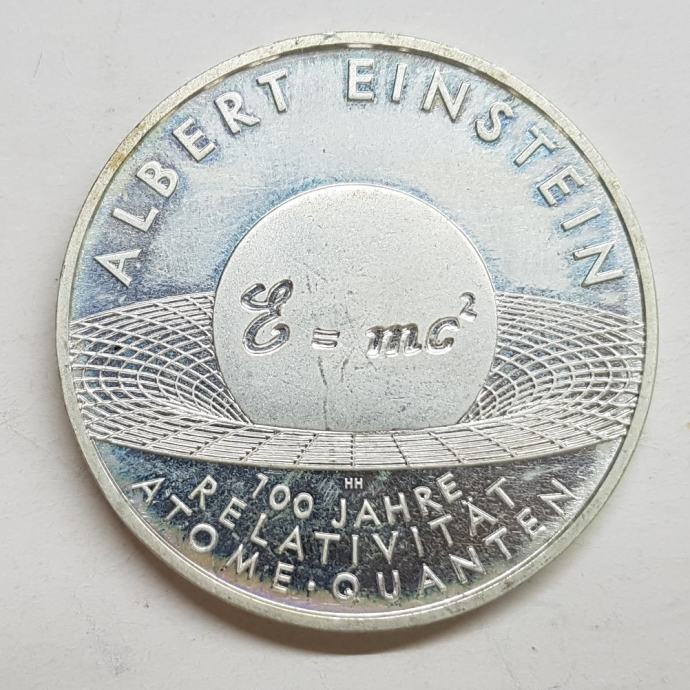 ALBERT EINSTEIN
E = mc²
HH
100 JAHRE
RELATIVITÄT
ATOME · QUANTEN